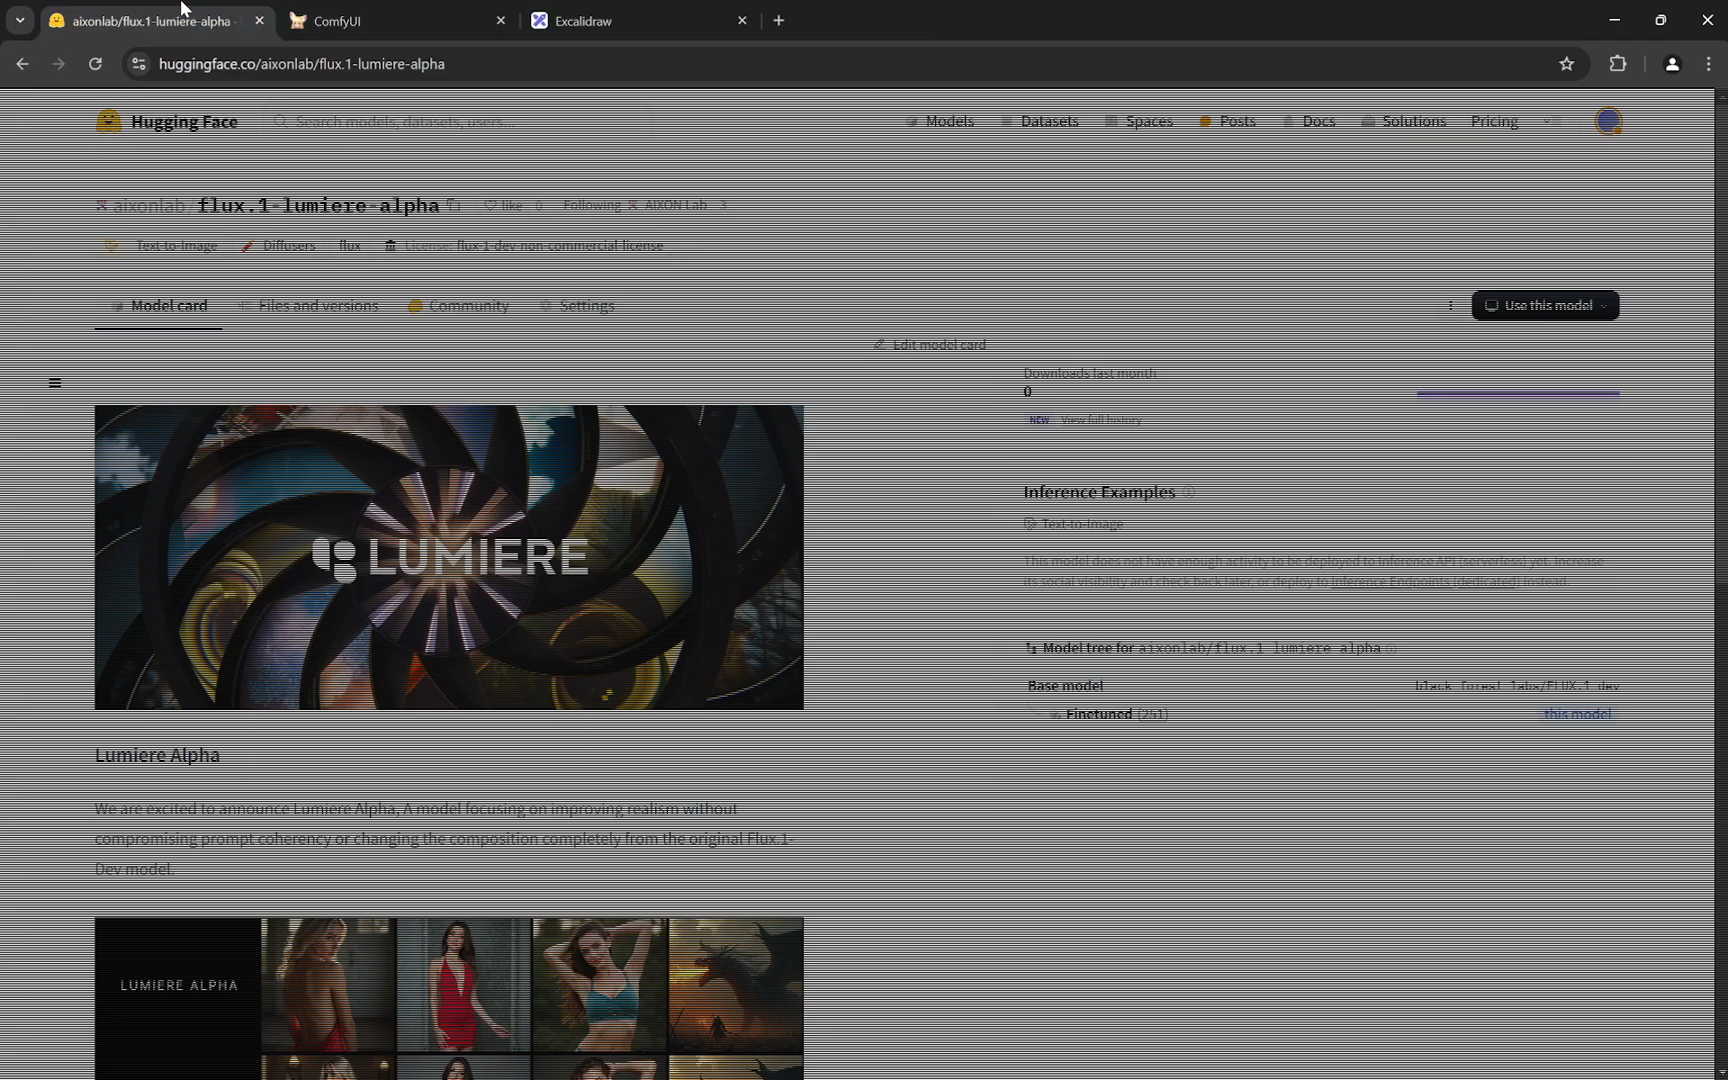 aixonlab/flux.1-lumiere-alpha
ComfyUI
Excalidraw
huggingface.co/aixonlab/flux.1-lumiere-alpha
Hugging Face
Search models, datasets, users...
Models
Datasets
Spaces
Posts
Docs
Solutions
Pricing
aixonlab/flux.1-lumiere-alpha
like 0
Following AIXON Lab 3
Text-to-Image
Diffusers
flux
License: flux-1-dev-non-commercial-license
Model card
Files and versions
Community
Settings
Use this model
Edit model card
Downloads last month
0
NEW View full history
LUMIERE
Inference Examples
Text-to-Image
This model does not have enough activity to be deployed to Inference API (serverless) yet. Increase
its social visibility and check back later, or deploy to Inference Endpoints (dedicated) instead.
Model tree for aixonlab/flux.1-lumiere-alpha
Base model
black-forest-labs/FLUX.1-dev
Finetuned (251)
this model
Lumiere Alpha
We are excited to announce Lumiere Alpha, A model focusing on improving realism without
compromising prompt coherency or changing the composition completely from the original Flux.1-
Dev model.
LUMIERE ALPHA